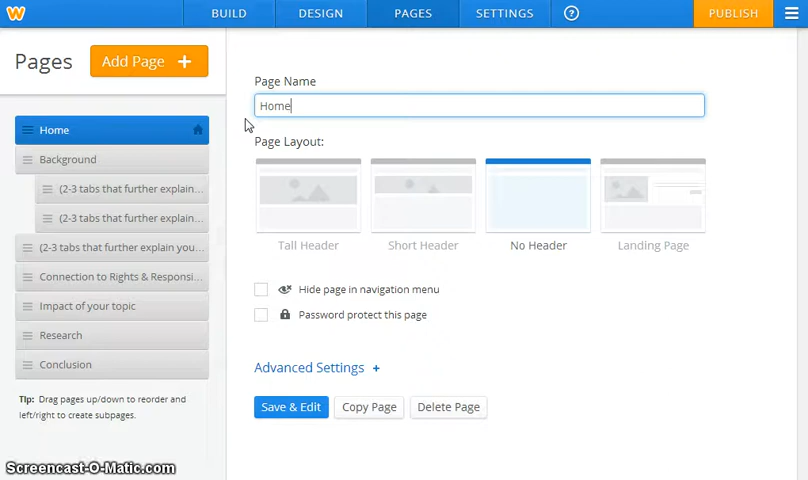 BUILD DESIGN PAGES SETTINGS ? PUBLISH
Pages
Add Page +
Home
Background
(2-3 tabs that further explain...
(2-3 tabs that further explain...
(2-3 tabs that further explain you...
Connection to Rights & Responsi...
Impact of your topic
Research
Conclusion
Tip: Drag pages up/down to reorder and
left/right to create subpages.
Page Name
Home
Page Layout:
Tall Header Short Header No Header Landing Page
Hide page in navigation menu
Password protect this page
Advanced Settings +
Save & Edit Copy Page Delete Page
Screencast-O-Matic.com